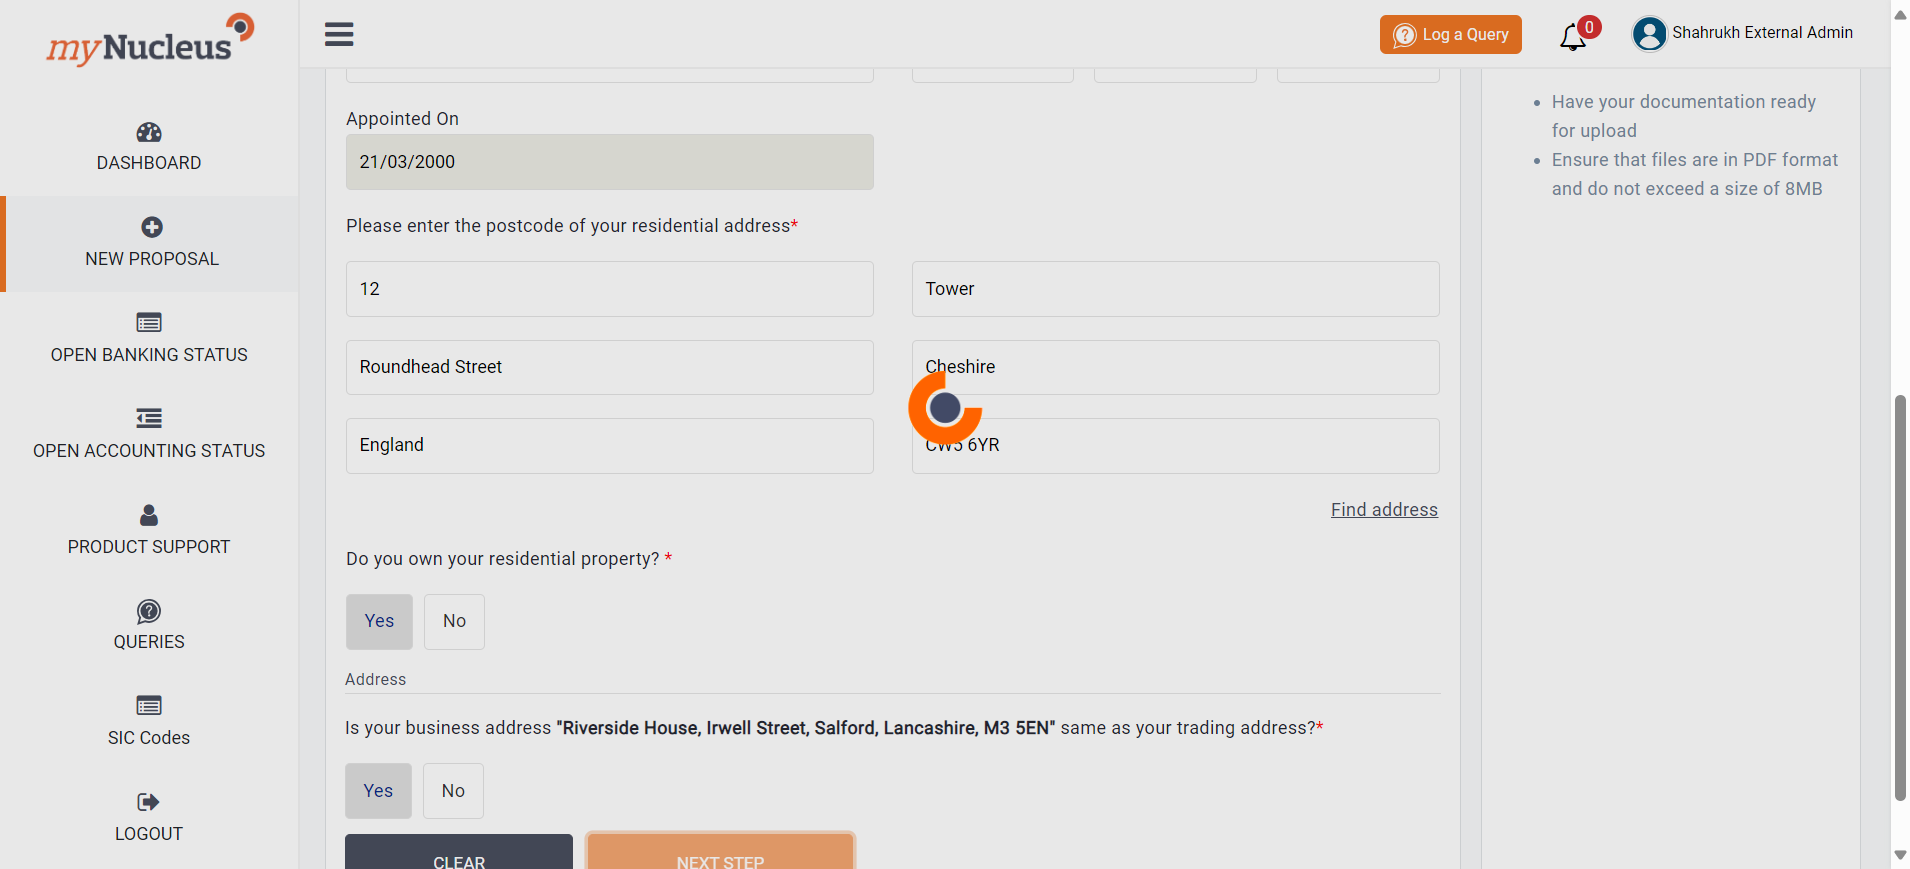 myNucleus
Log a Query
0
Shahrukh External Admin
DASHBOARD
NEW PROPOSAL
OPEN BANKING STATUS
OPEN ACCOUNTING STATUS
PRODUCT SUPPORT
QUERIES
SIC Codes
LOGOUT
Appointed On
21/03/2000
Please enter the postcode of your residential address*
12
Tower
Roundhead Street
Cheshire
England
CW5 6YR
Find address
Do you own your residential property? *
Yes
No
Address
Is your business address "Riverside House, Irwell Street, Salford, Lancashire, M3 5EN" same as your trading address?*
Yes
No
CLEAR
NEXT STEP
• Have your documentation ready
for upload
• Ensure that files are in PDF format
and do not exceed a size of 8MB